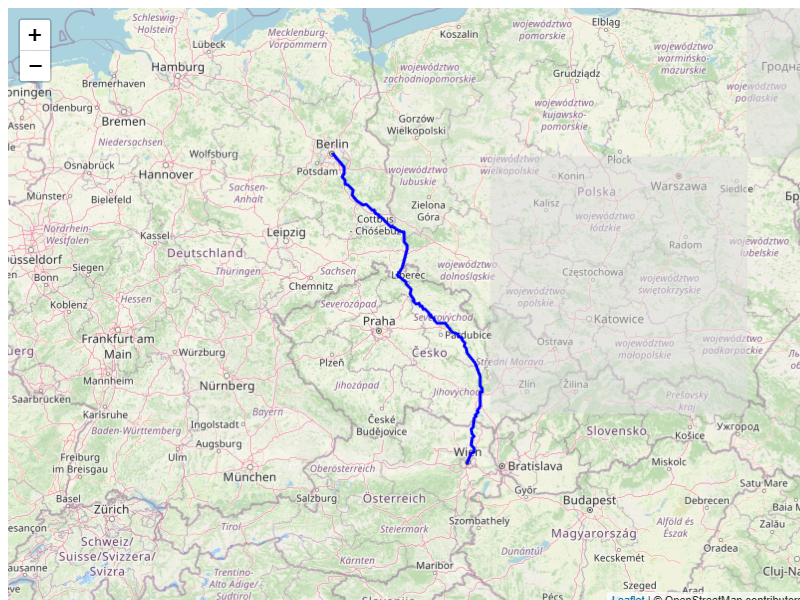 +
−
Schleswig-
Holstein
Lübeck
Mecklenburg-
Vorpommern
Koszalin
województwo
pomorskie
Elbląg
województwo
warmińsko-
mazurskie
Hamburg
województwo
zachodniopomorskie
Grudziądz
Гродна
Bremerhaven
oningen
Oldenburg
Assen
Bremen
województwo
podlaskie
województwo
kujawsko-
pomorskie
Gorzów
Wielkopolski
Niedersachsen
Wolfsburg
Berlin
Potsdam
Osnabrück
Hannover
województwo
lubuskie
województwo
wielkopolskie
Płock
Konin
Polska
Warszawa
Siedlce
Münster
Bielefeld
Sachsen-
Anhalt
Zielona
Góra
Kalisz
Cottbus
- Chóśebuz
województwo
łódzkie
Nordrhein-
Westfalen
Kassel
Leipzig
Radom
województwo
lubelskie
Düsseldorf
Siegen
Bonn
Deutschland
Thüringen
Sachsen
Chemnitz
Liberec
województwo
dolnośląskie
Częstochowa
województwo
świętokrzyskie
Koblenz
Hessen
Severozápad
województwo
opolskie
Praha
Severovýchod
Katowice
Frankfurt am
Main
Würzburg
Pardubice
Ostrava
województwo
małopolskie
województwo
podkarpackie
Plzeň
Česko
Střední Morava
Mannheim
Nürnberg
Jihozápad
Jihovýchod
Zlín
Žilina
Prešovský
kraj
Saarbrücken
Karlsruhe
Bayern
České
Budějovice
Baden-Württemberg
Ingolstadt
Slovensko
Košice
Ужгород
Augsburg
Ulm
Freiburg
im Breisgau
München
Oberösterreich
Wien
Bratislava
Miskolc
Satu Mare
Basel
Salzburg
Österreich
Győr
Budapest
Debrecen
Baia M
Zürich
Tirol
Steiermark
Szombathely
Magyarország
Alföld és
Észak
Zalău
Schweiz/
Suisse/Svizzera/
Svizra
Kärnten
Dunántúl
Kecskemét
Oradea
Trentino-
Alto Adige/
Maribor
Szeged
Cluj-Na
Pécs
Arad
Leaflet | © OpenStreetMap contributors